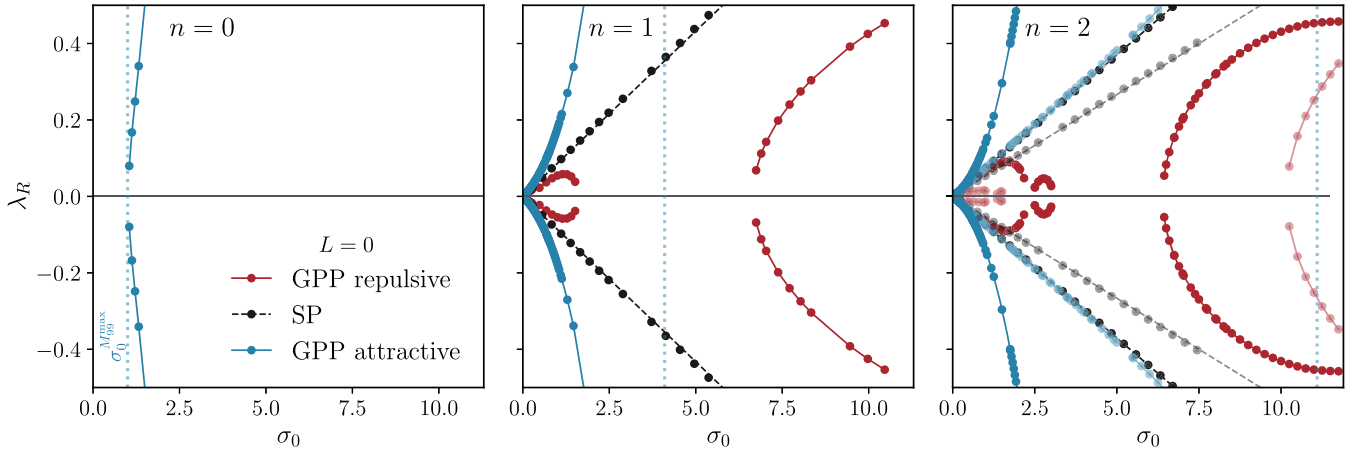 n = 0
n = 1
n = 2
0.4
0.2
0.0
−0.2
−0.4
λ_R
L = 0
GPP repulsive
SP
GPP attractive
σ_0^{M_{99}^{max}}
0.0 2.5 5.0 7.5 10.0
0.0 2.5 5.0 7.5 10.0
0.0 2.5 5.0 7.5 10.0
σ_0
σ_0
σ_0